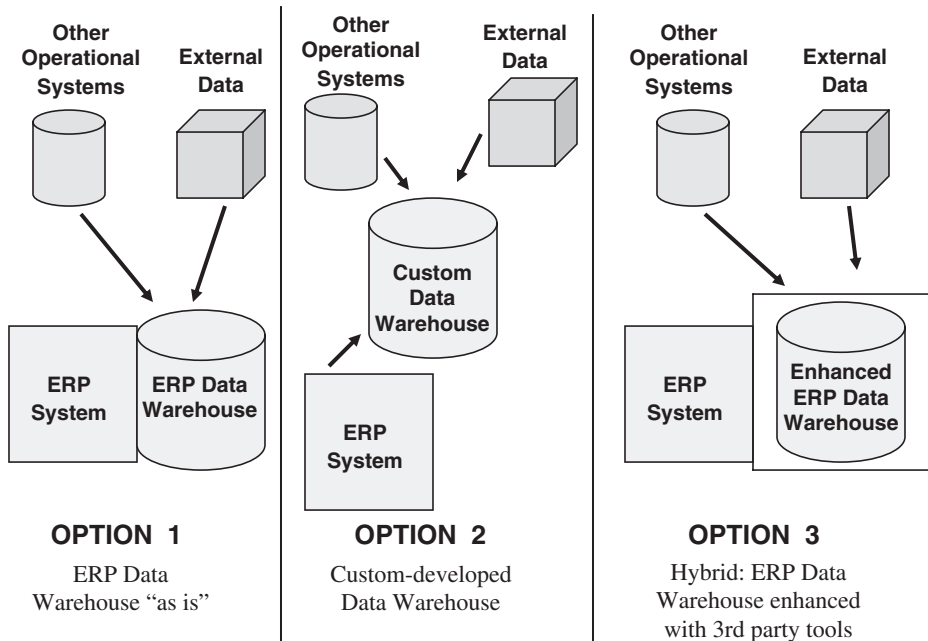 Other
Operational
Systems
External
Data
ERP
System
ERP Data
Warehouse
OPTION 1
ERP Data
Warehouse “as is”
Other
Operational
Systems
External
Data
Custom
Data
Warehouse
ERP
System
OPTION 2
Custom-developed
Data Warehouse
Other
Operational
Systems
External
Data
ERP
System
Enhanced
ERP Data
Warehouse
OPTION 3
Hybrid: ERP Data
Warehouse enhanced
with 3rd party tools